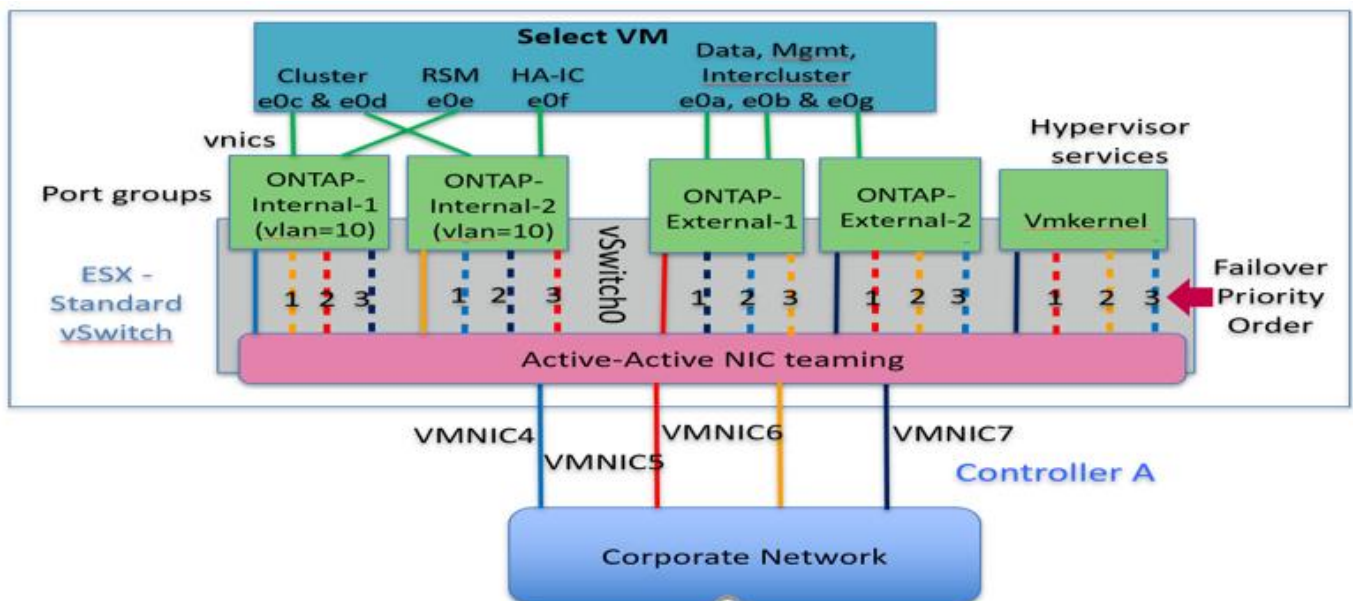 Select VM
Cluster
e0c & e0d
RSM
e0e
HA-IC
e0f
Data, Mgmt,
Intercluster
e0a, e0b & e0g
vnics
Hypervisor
services
Port groups
ONTAP-
Internal-1
(vlan=10)
ONTAP-
Internal-2
(vlan=10)
ONTAP-
External-1
ONTAP-
External-2
Vmkernel
ESX -
Standard
vSwitch
vSwitch0
1 2 3
1 2 3
1 2 3
1 2 3
1 2 3
Failover
Priority
Order
Active-Active NIC teaming
VMNIC4
VMNIC5
VMNIC6
VMNIC7
Controller A
Corporate Network